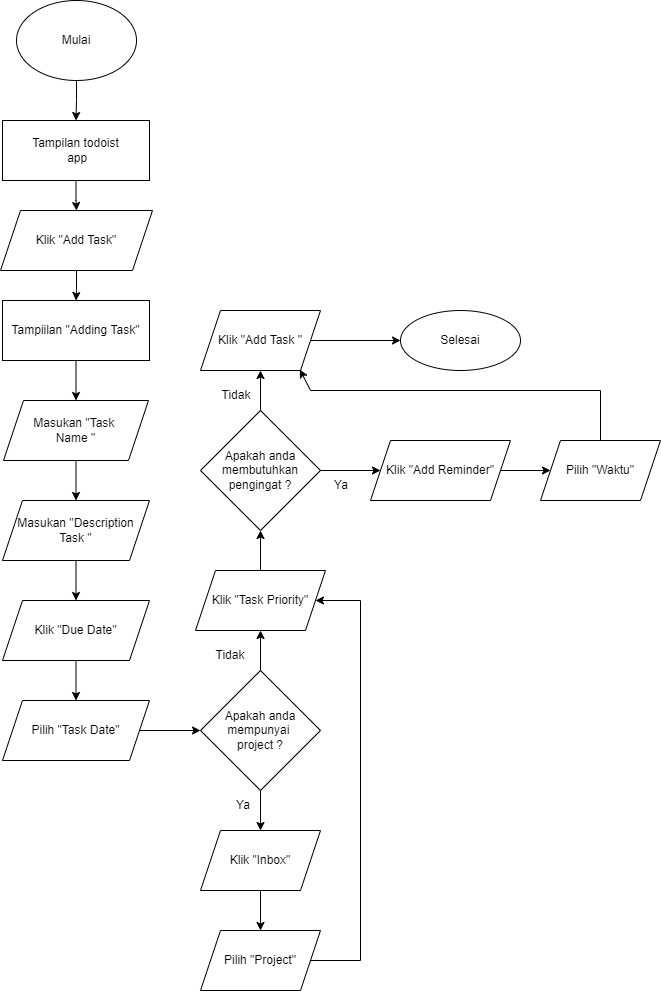 Mulai
Tampilan todoist
app
Klik "Add Task"
Tampiilan "Adding Task"
Masukan "Task
Name "
Masukan "Description
Task "
Klik "Due Date"
Pilih "Task Date"
Apakah anda
mempunyai
project ?
Ya
Klik "Inbox"
Pilih "Project"
Tidak
Klik "Task Priority"
Apakah anda
membutuhkan
pengingat ?
Ya
Klik "Add Reminder"
Pilih "Waktu"
Tidak
Klik "Add Task "
Selesai